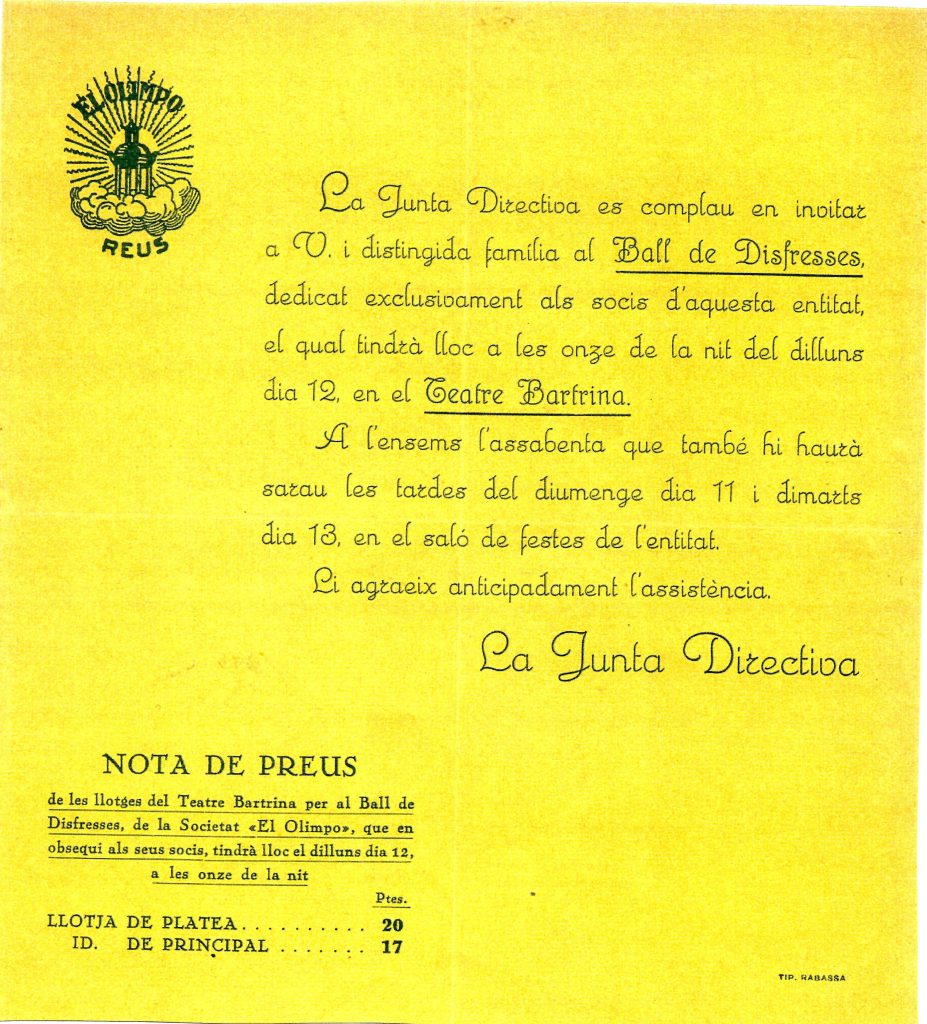 EL OLIMPO
REUS
La Junta Directiva es complau en invitar
a V. i distingida família al Ball de Disfresses,
dedicat exclusivament als socis d'aquesta entitat,
el qual tindrà lloc a les onze de la nit del dilluns
dia 12, en el Teatre Bartrina.
A l'ensems l'assabenta que també hi haurà
sarau les tardes del diumenge dia 11 i dimarts
dia 13, en el saló de festes de l'entitat.
Li agraeix anticipadament l'assistència.
La Junta Directiva
NOTA DE PREUS
de les llotges del Teatre Bartrina per al Ball de
Disfresses, de la Societat «El Olimpo», que en
obsequi als seus socis, tindrà lloc el dilluns dia 12,
a les onze de la nit
Ptes.
LLOTJA DE PLATEA . . . . . . . . . . 20
ID. DE PRINCIPAL . . . . . . . 17
TIP. RABASSA